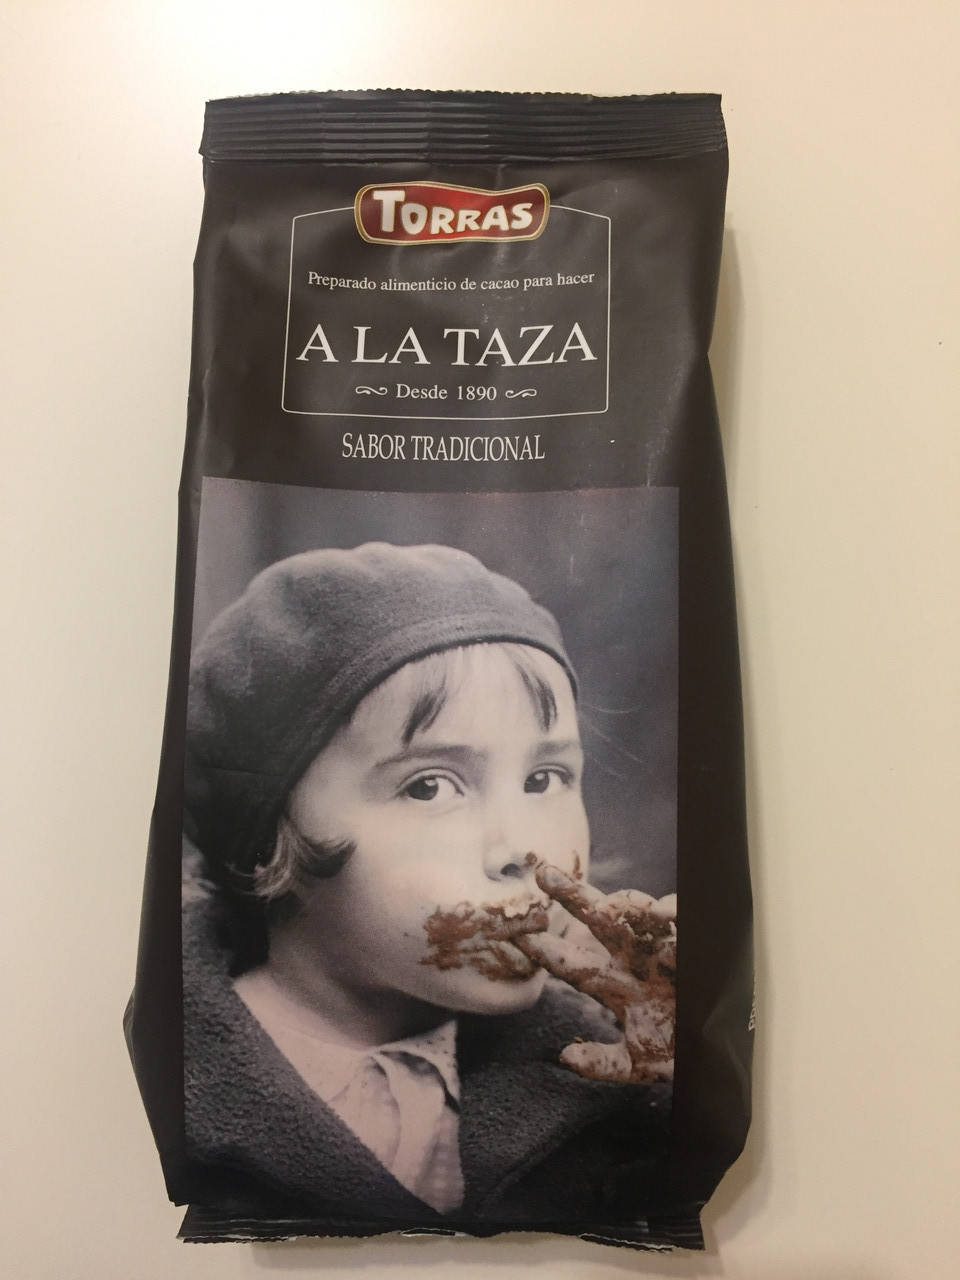 TORRAS
Preparado alimenticio de cacao para hacer
A LA TAZA
Desde 1890
SABOR TRADICIONAL